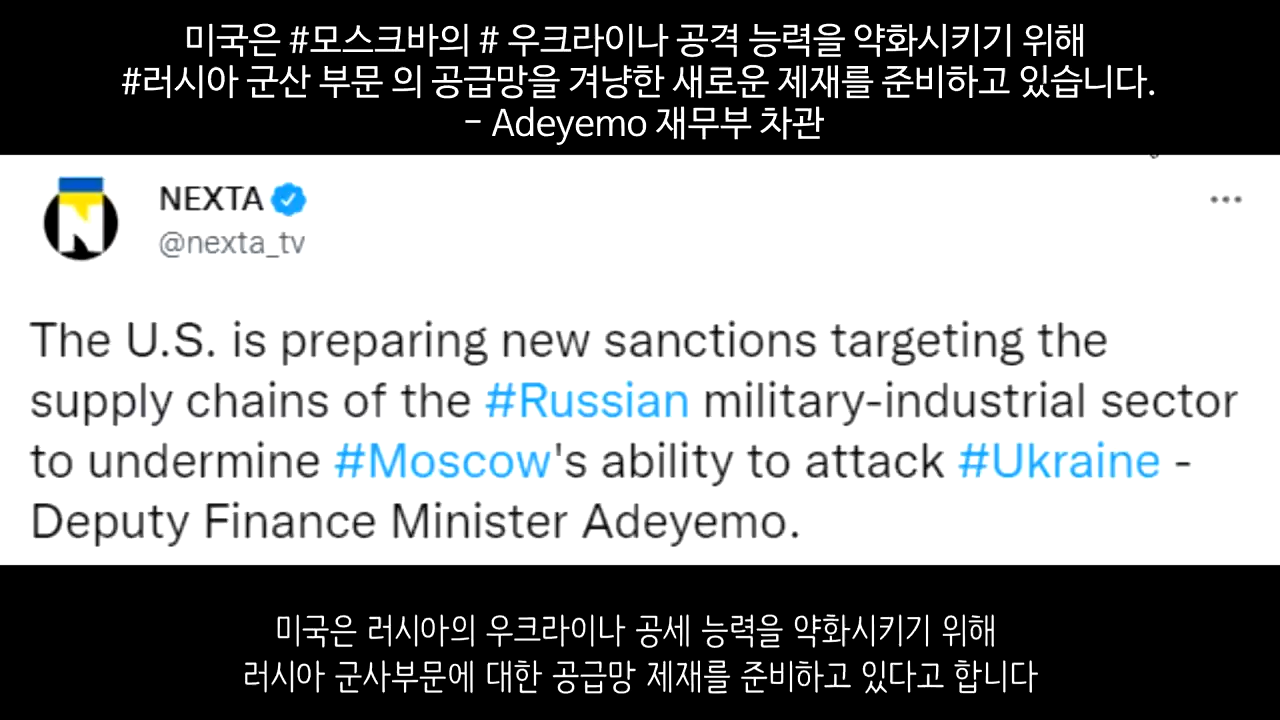 미국은 #모스크바의 # 우크라이나 공격 능력을 약화시키기 위해
#러시아 군산 부문 의 공급망을 겨냥한 새로운 제재를 준비하고 있습니다.
- Adeyemo 재무부 차관
NEXTA
@nexta_tv
The U.S. is preparing new sanctions targeting the
supply chains of the #Russian military-industrial sector
to undermine #Moscow's ability to attack #Ukraine -
Deputy Finance Minister Adeyemo.
미국은 러시아의 우크라이나 공세 능력을 약화시키기 위해
러시아 군사부문에 대한 공급망 제재를 준비하고 있다고 합니다